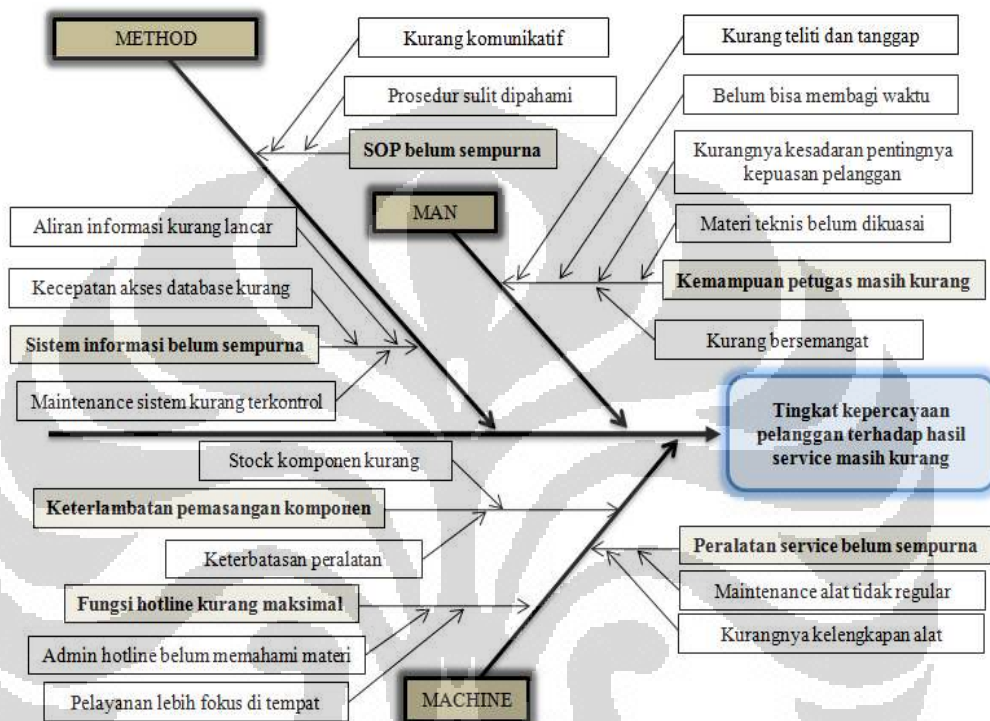 METHOD
Kurang komunikatif
Prosedur sulit dipahami
SOP belum sempurna
Aliran informasi kurang lancar
Kecepatan akses database kurang
Sistem informasi belum sempurna
Maintenance sistem kurang terkontrol
MAN
Kurang teliti dan tanggap
Belum bisa membagi waktu
Kurangnya kesadaran pentingnya
kepuasan pelanggan
Materi teknis belum dikuasai
Kemampuan petugas masih kurang
Kurang bersemangat
Tingkat kepercayaan
pelanggan terhadap hasil
service masih kurang
Stock komponen kurang
Keterlambatan pemasangan komponen
Keterbatasan peralatan
Fungsi hotline kurang maksimal
Admin hotline belum memahami materi
Pelayanan lebih fokus di tempat
Peralatan service belum sempurna
Maintenance alat tidak regular
Kurangnya kelengkapan alat
MACHINE